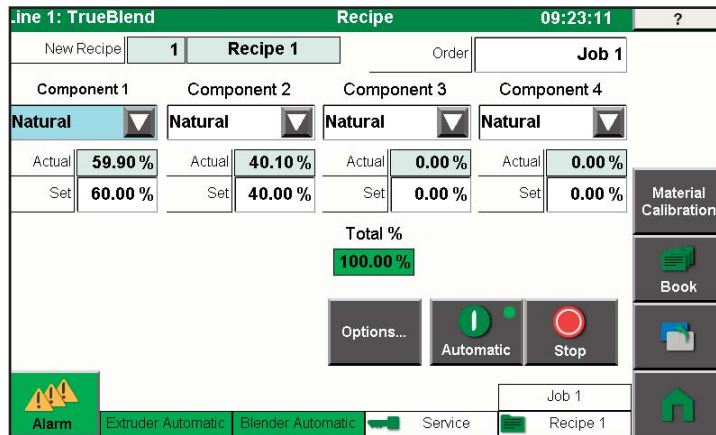 Line 1: TrueBlend Recipe 09:23:11 ?
New Recipe 1 Recipe 1 Order Job 1
Component 1 Component 2 Component 3 Component 4
Natural Natural Natural Natural
Actual 59.90 % Actual 40.10 % Actual 0.00 % Actual 0.00 %
Set 60.00 % Set 40.00 % Set 0.00 % Set 0.00 %
Material
Calibration
Total %
100.00 %
Book
Options... Automatic Stop
Job 1
Alarm Extruder Automatic Blender Automatic Service Recipe 1